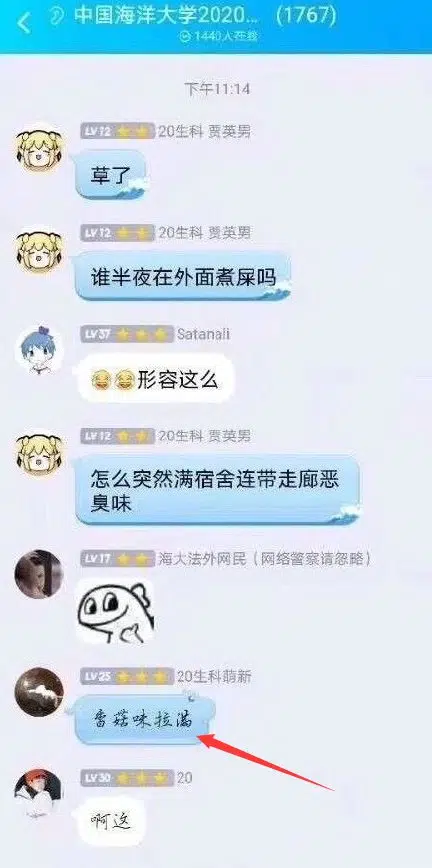 中国海洋大学2020... (1767)
1440人在线
下午11:14
LV12 20生科 贾英男
草了
LV12 20生科 贾英男
谁半夜在外面煮屎吗
LV37 Satanali
形容这么
LV12 20生科 贾英男
怎么突然满宿舍连带走廊恶
臭味
LV17 海大法外网民（网络警察请忽略）
LV25 20生科萌新
香菇味拉满
LV30 20
啊这